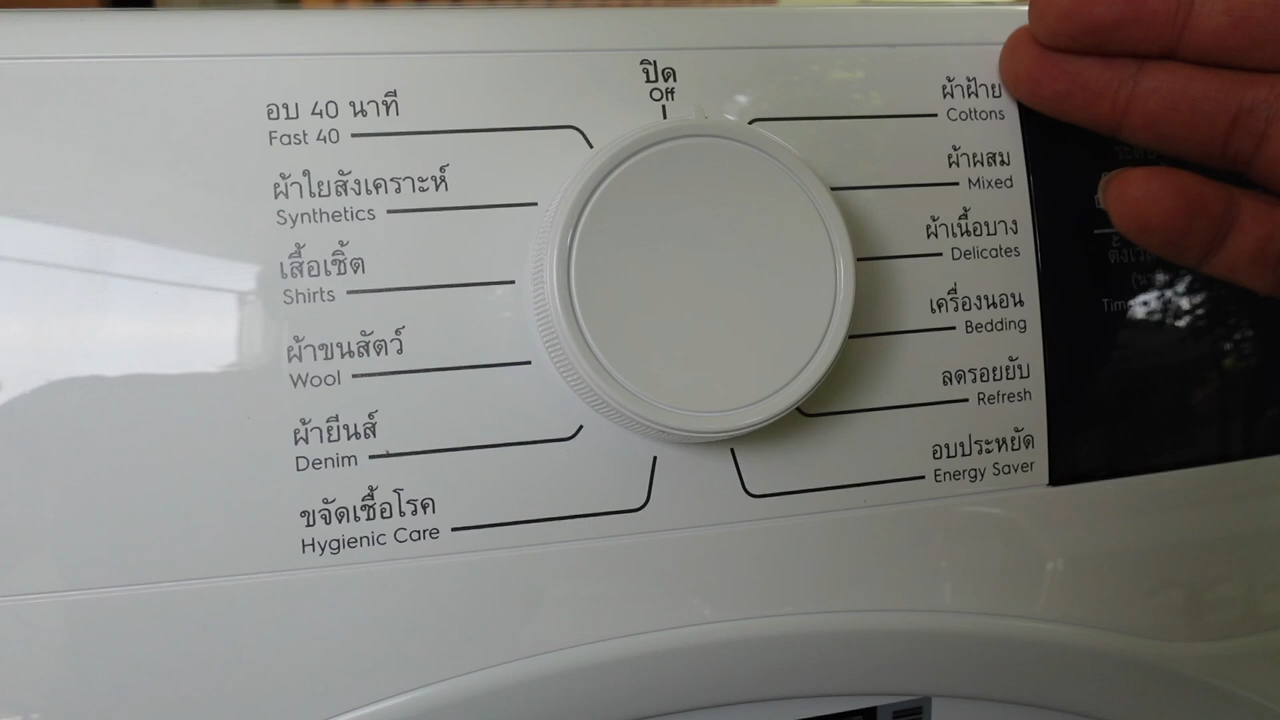 ปิด
Off
อบ 40 นาที
Fast 40
ผ้าใยสังเคราะห์
Synthetics
เสื้อเชิ้ต
Shirts
ผ้าขนสัตว์
Wool
ผ้ายีนส์
Denim
ขจัดเชื้อโรค
Hygienic Care
ผ้าฝ้าย
Cottons
ผ้าผสม
Mixed
ผ้าเนื้อบาง
Delicates
เครื่องนอน
Bedding
ลดรอยยับ
Refresh
อบประหยัด
Energy Saver